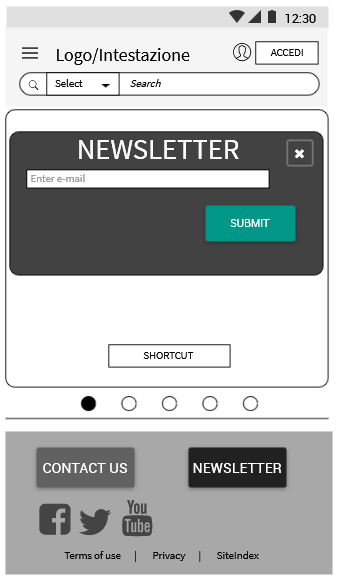 12:30
Logo/Intestazione
ACCEDI
Select
Search
NEWSLETTER
Enter e-mail
SUBMIT
SHORTCUT
CONTACT US
NEWSLETTER
You
Tube
Terms of use | Privacy | SiteIndex